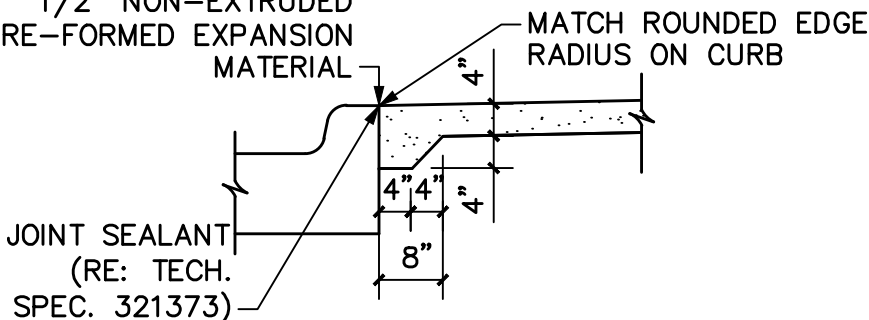 1/2" NON-EXTRUDED
RE-FORMED EXPANSION
MATERIAL
MATCH ROUNDED EDGE
RADIUS ON CURB
4"
4"
4" 4"
8"
JOINT SEALANT
(RE: TECH.
SPEC. 321373)